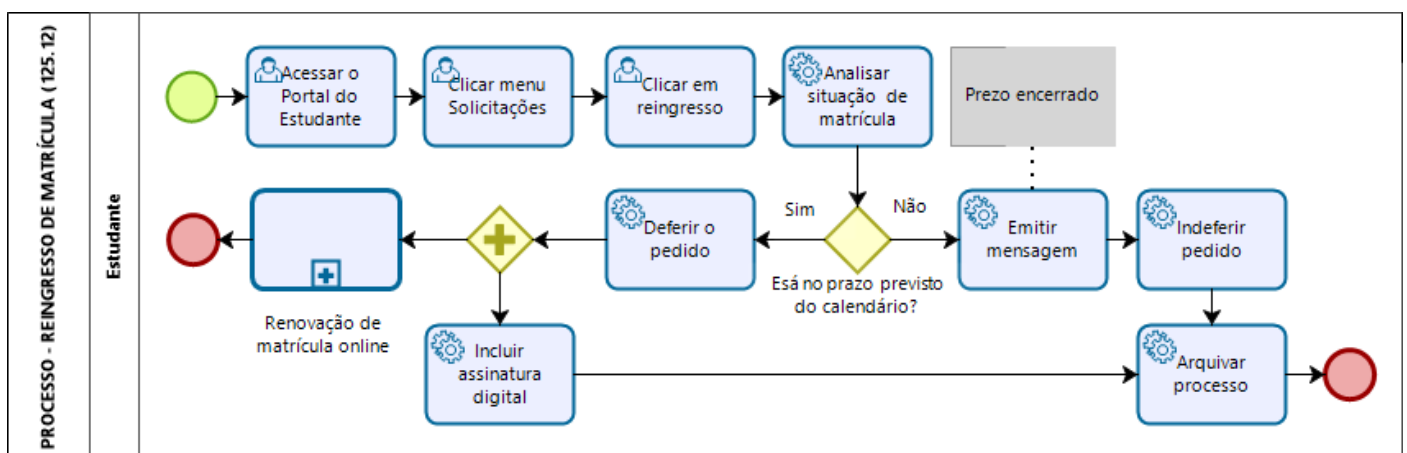 PROCESSO - REINGRESSO DE MATRÍCULA (125.12)
Estudante
Acessar o
Portal do
Estudante
Clicar menu
Solicitações
Clicar em
reingresso
Analisar
situação de
matrícula
Prezo encerrado
Renovação de
matrícula online
Deferir o
pedido
Sim
Não
Esá no prazo previsto
do calendário?
Emitir
mensagem
Indeferir
pedido
Incluir
assinatura
digital
Arquivar
processo